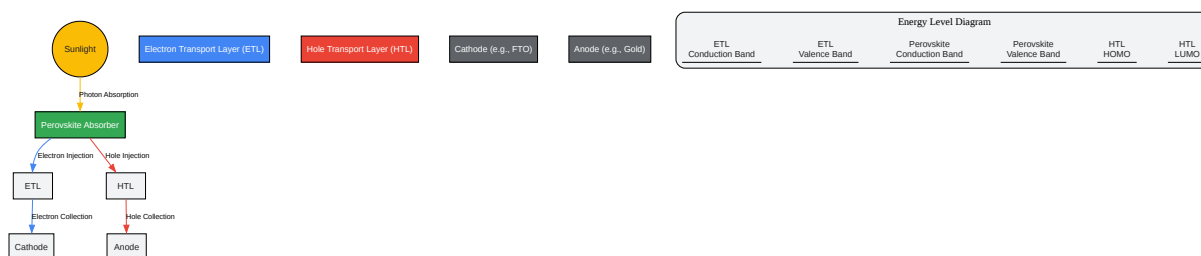 Energy Level Diagram
Sunlight
Electron Transport Layer (ETL)
Hole Transport Layer (HTL)
Cathode (e.g., FTO)
Anode (e.g., Gold)
ETL
Conduction Band
ETL
Valence Band
Perovskite
Conduction Band
Perovskite
Valence Band
HTL
HOMO
HTL
LUMO
Photon Absorption
Perovskite Absorber
Electron Injection
Hole Injection
ETL
HTL
Electron Collection
Hole Collection
Cathode
Anode